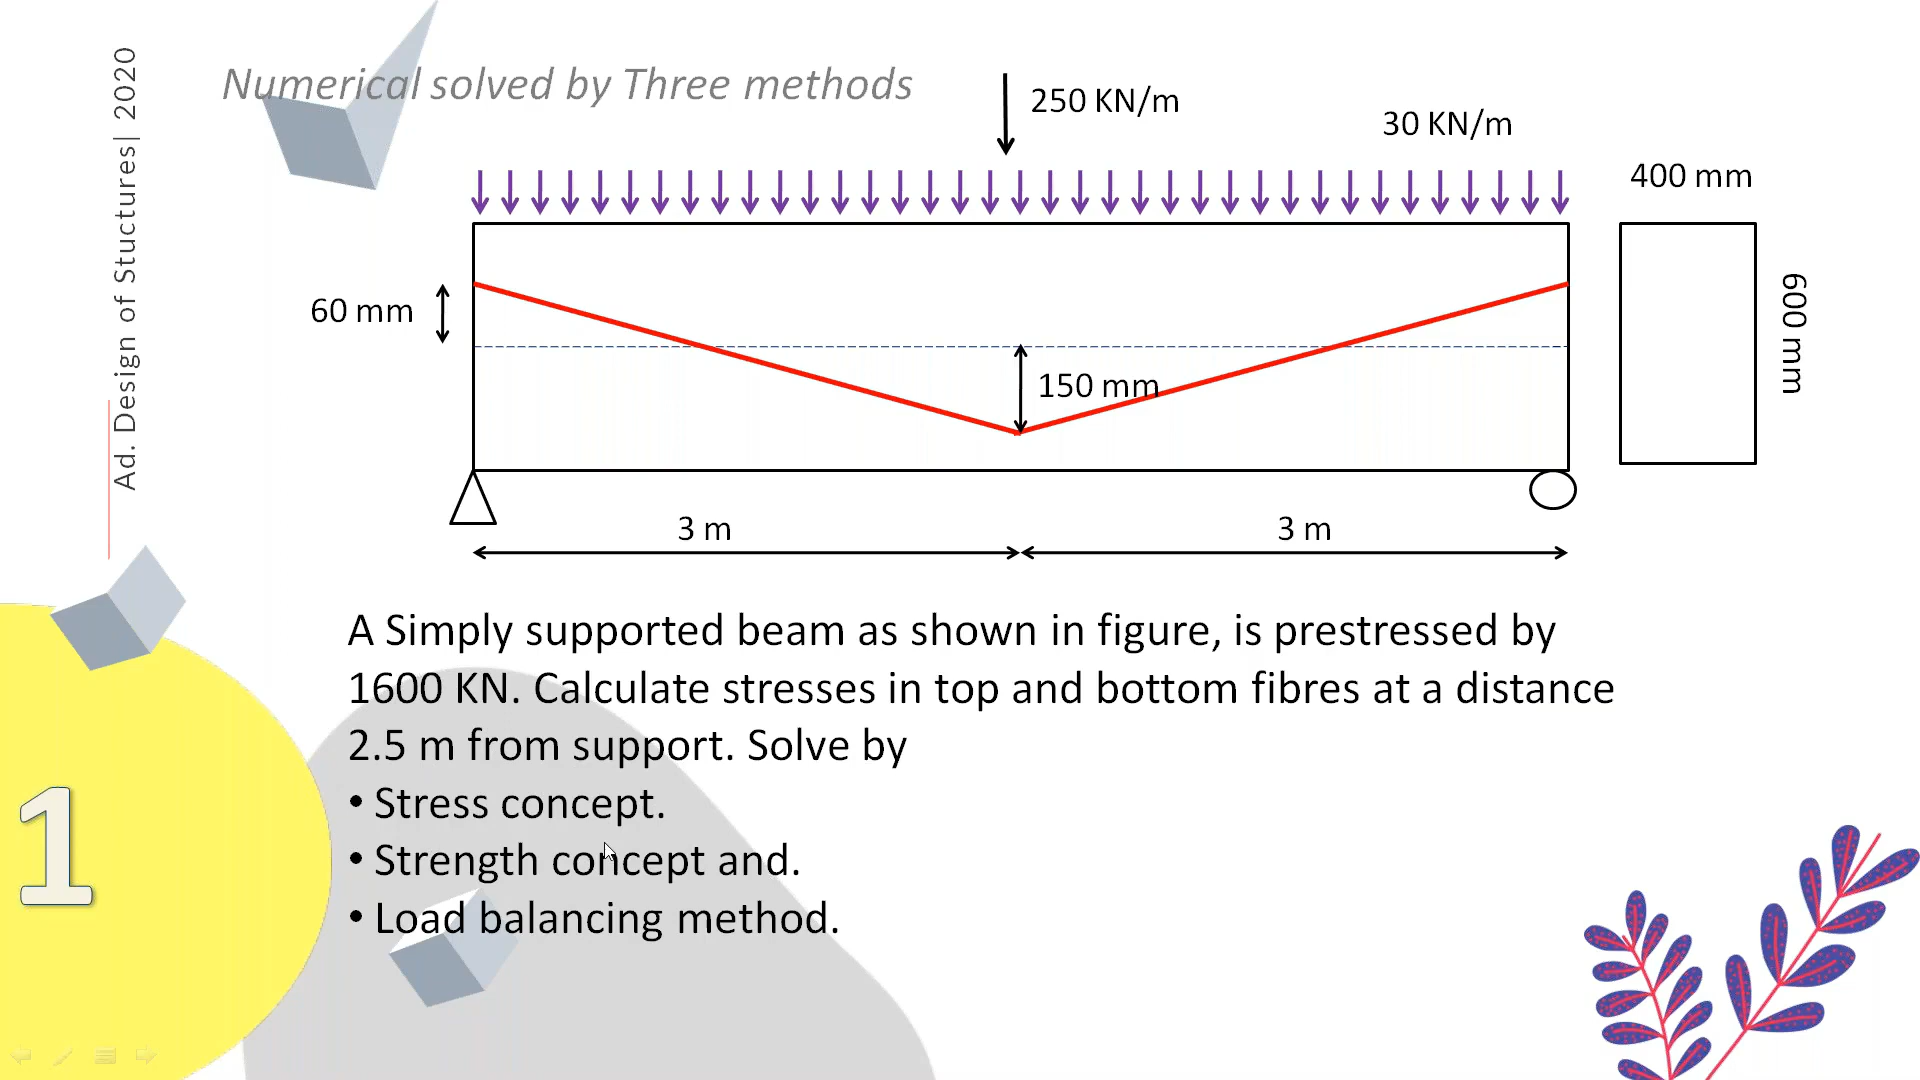 Ad. Design of Stuctures| 2020
Numerical solved by Three methods
250 KN/m
30 KN/m
400 mm
60 mm
150 mm
600 mm
3 m
3 m
A Simply supported beam as shown in figure, is prestressed by
1600 KN. Calculate stresses in top and bottom fibres at a distance
2.5 m from support. Solve by
• Stress concept.
• Strength concept and.
• Load balancing method.
1